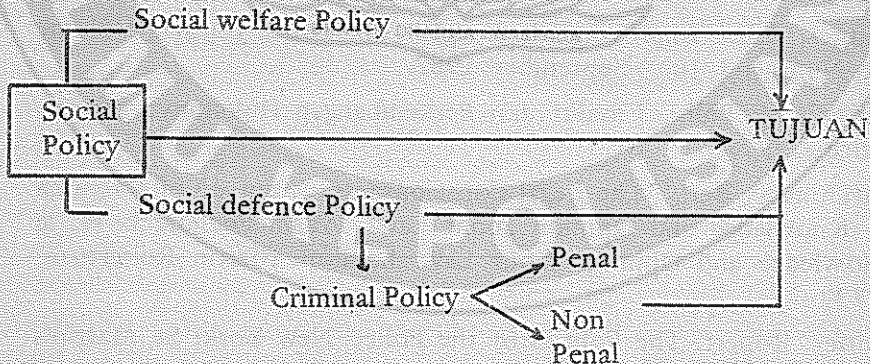 Social welfare Policy
Social
Policy
TUJUAN
Social defence Policy
Penal
Criminal Policy
Non
Penal